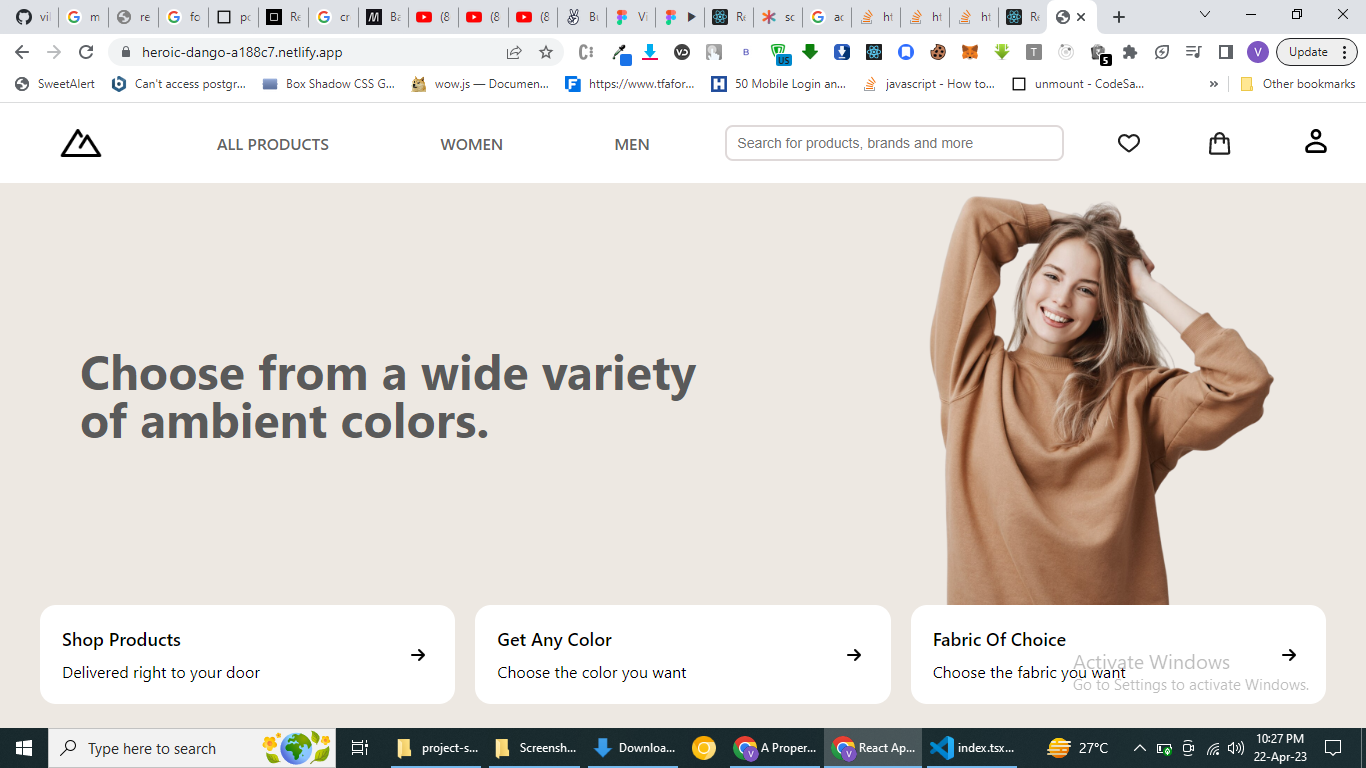 vi
m
re
fo
po
Re
cr
Ba
(8
(8
(8
Bu
Vi
Re
sc
ac
ht
ht
ht
Re
heroic-dango-a188c7.netlify.app
B
US
T
5
V
Update
SweetAlert
Can't access postgr...
Box Shadow CSS G...
wow.js — Documen...
https://www.tfafor...
50 Mobile Login an...
javascript - How to...
unmount - CodeSa...
»
Other bookmarks
ALL PRODUCTS
WOMEN
MEN
Search for products, brands and more
Choose from a wide variety
of ambient colors.
Shop Products
Delivered right to your door
Get Any Color
Choose the color you want
Fabric Of Choice
Choose the fabric you want
Activate Windows
Go to Settings to activate Windows.
Type here to search
project-s...
Screensh...
Downloa...
A Proper...
React Ap...
index.tsx...
27°C
10:27 PM
22-Apr-23